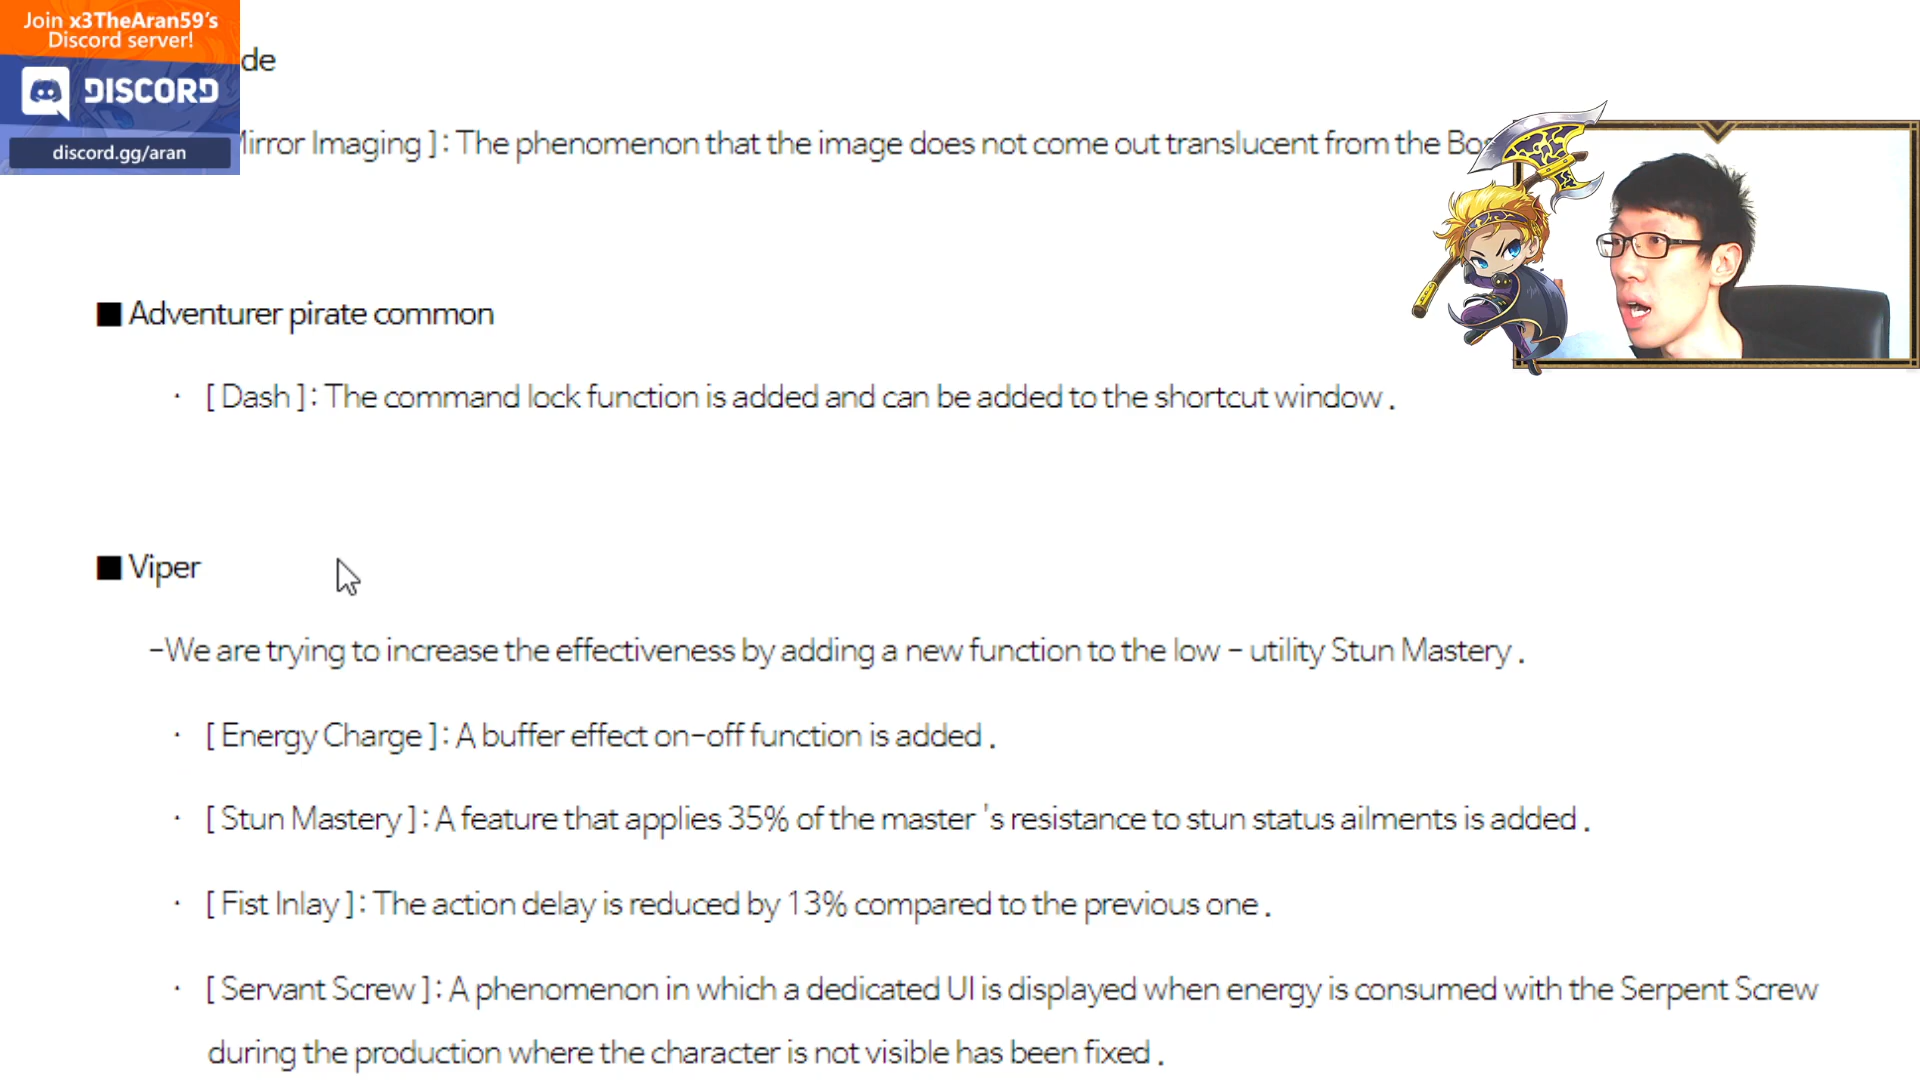 Join x3TheAran59's
Discord server!
DISCORD
discord.gg/aran
de
Mirror Imaging ] : The phenomenon that the image does not come out translucent from the
■ Adventurer pirate common
· [ Dash ] : The command lock function is added and can be added to the shortcut window .
■ Viper
-We are trying to increase the effectiveness by adding a new function to the low - utility Stun Mastery .
· [ Energy Charge ] : A buffer effect on-off function is added .
· [ Stun Mastery ] : A feature that applies 35% of the master 's resistance to stun status ailments is added .
· [ Fist Inlay ] : The action delay is reduced by 13% compared to the previous one .
· [ Servant Screw ] : A phenomenon in which a dedicated UI is displayed when energy is consumed with the Serpent Screw
during the production where the character is not visible has been fixed .